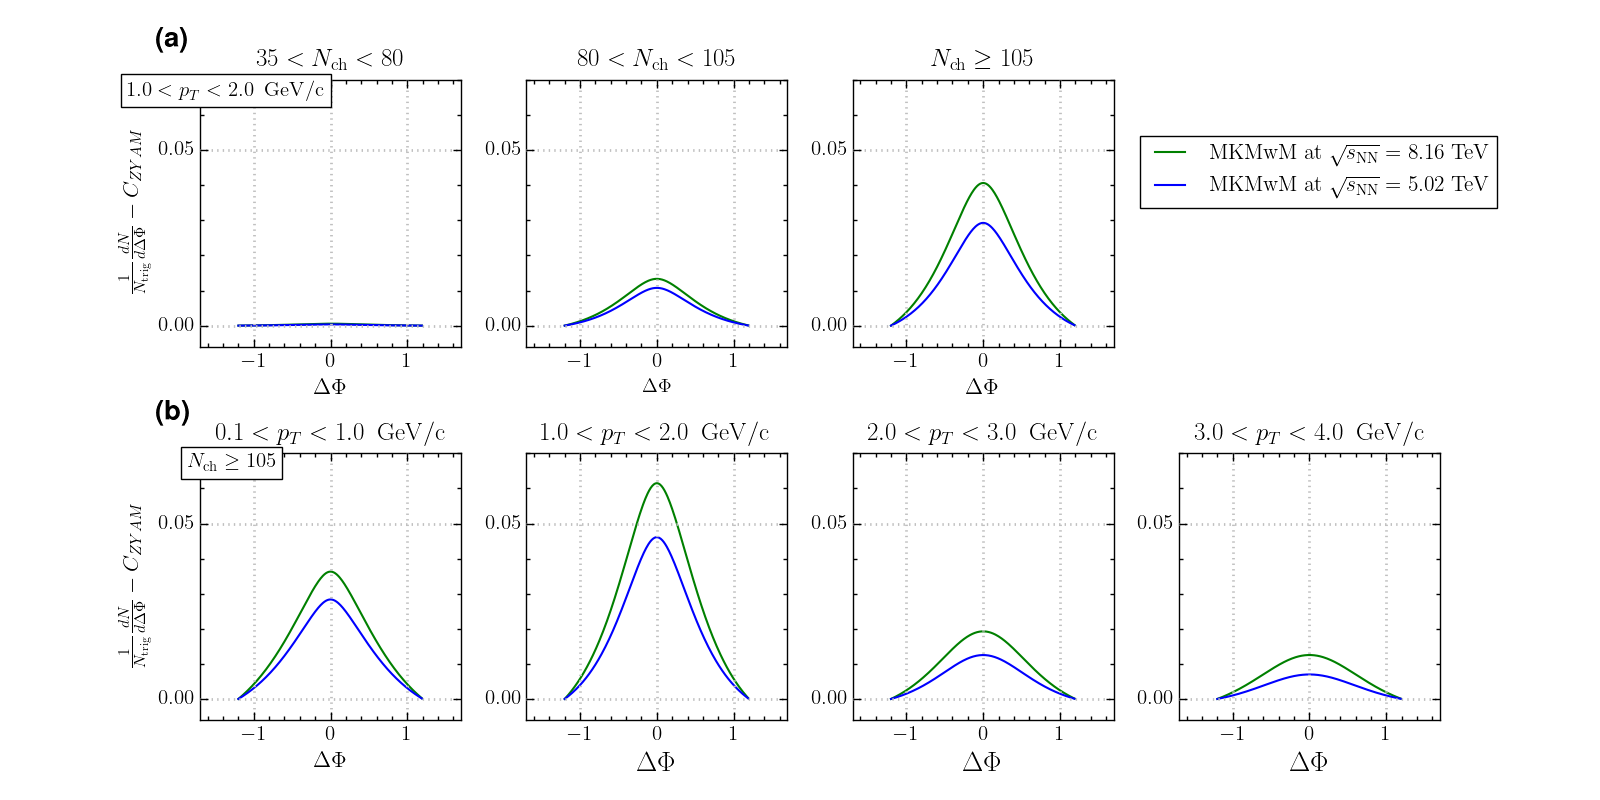 (a)
35 < N_ch < 80
80 < N_ch < 105
N_ch ≥ 105
1.0 < p_T < 2.0 GeV/c
1/N_trig dN/dΔΦ − C_ZYAM
0.05
0.00
−1 0 1
ΔΦ
0.05
0.00
−1 0 1
ΔΦ
0.05
0.00
−1 0 1
ΔΦ
MKMwM at √s_NN = 8.16 TeV
MKMwM at √s_NN = 5.02 TeV
(b)
0.1 < p_T < 1.0 GeV/c
1.0 < p_T < 2.0 GeV/c
2.0 < p_T < 3.0 GeV/c
3.0 < p_T < 4.0 GeV/c
N_ch ≥ 105
1/N_trig dN/dΔΦ − C_ZYAM
0.05
0.00
−1 0 1
ΔΦ
0.05
0.00
−1 0 1
ΔΦ
0.05
0.00
−1 0 1
ΔΦ
0.05
0.00
−1 0 1
ΔΦ